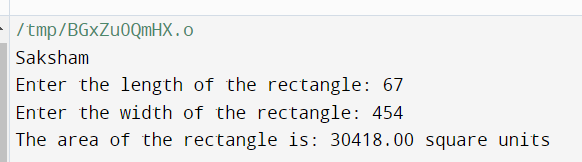 /tmp/BGxZu0QmHX.o
Saksham
Enter the length of the rectangle: 67
Enter the width of the rectangle: 454
The area of the rectangle is: 30418.00 square units